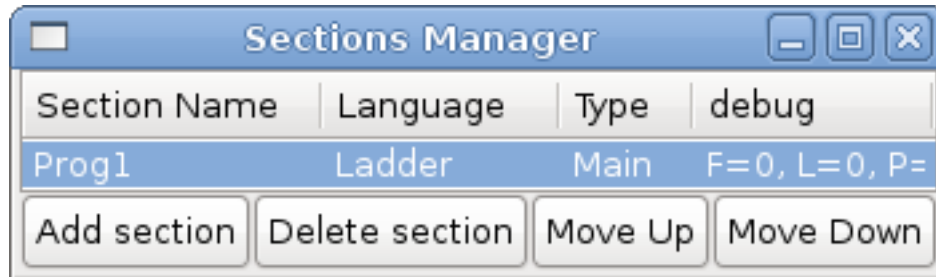 Sections Manager
Section Name Language Type debug
Prog1 Ladder Main F=0, L=0, P=
Add section Delete section Move Up Move Down